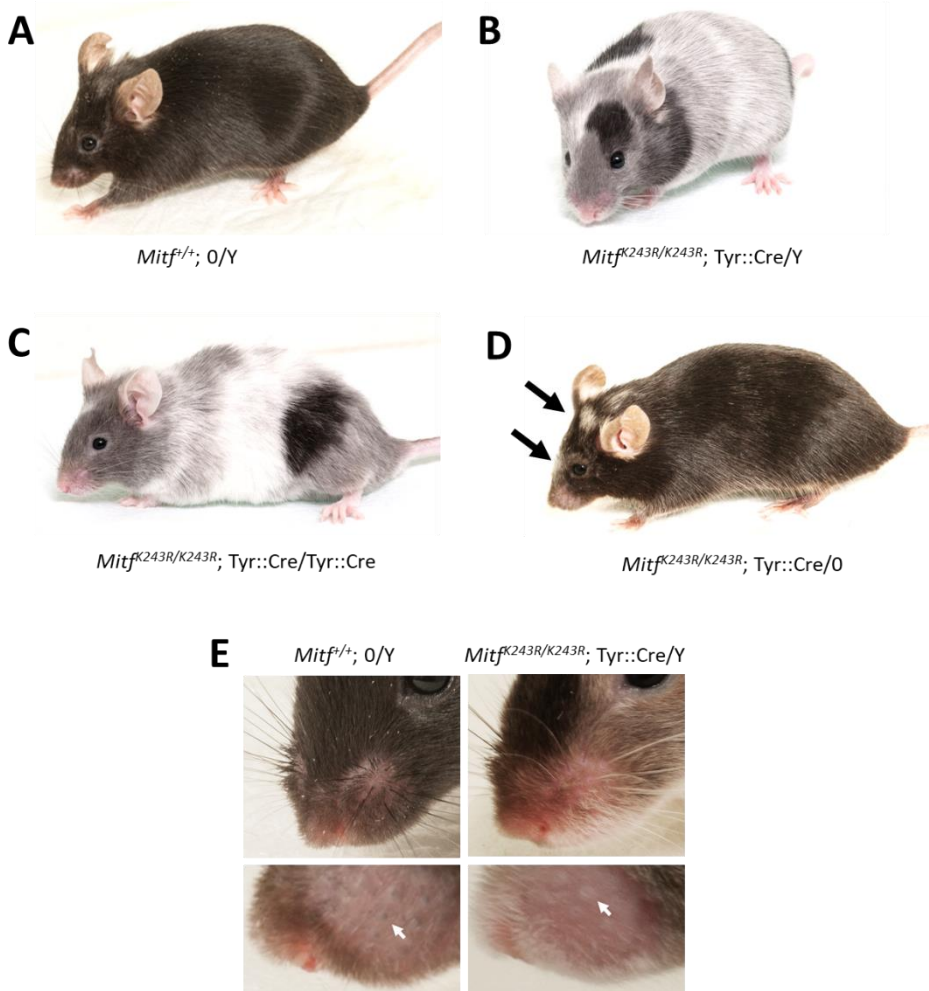 A
B
Mitf+/+; 0/Y
MitfK243R/K243R; Tyr::Cre/Y
C
D
MitfK243R/K243R; Tyr::Cre/Tyr::Cre
MitfK243R/K243R; Tyr::Cre/0
E
Mitf+/+; 0/Y
MitfK243R/K243R; Tyr::Cre/Y